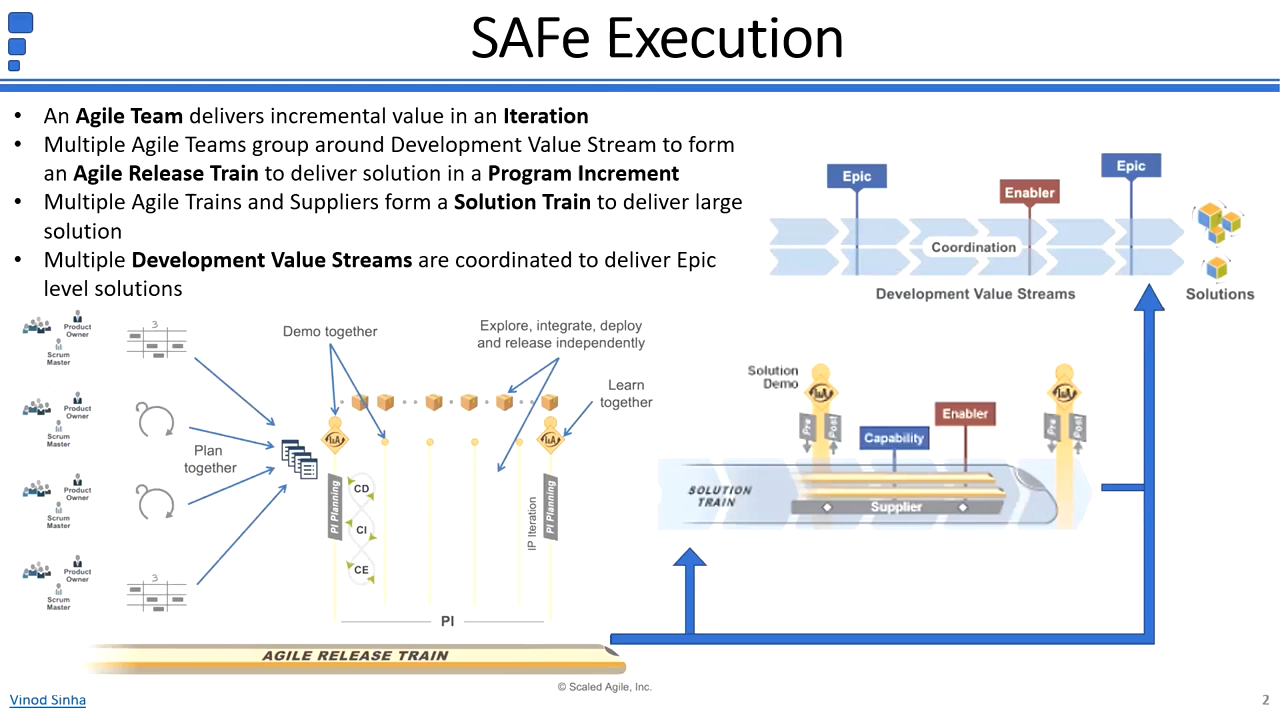 SAFe Execution
• An Agile Team delivers incremental value in an Iteration
• Multiple Agile Teams group around Development Value Stream to form
an Agile Release Train to deliver solution in a Program Increment
• Multiple Agile Trains and Suppliers form a Solution Train to deliver large
solution
• Multiple Development Value Streams are coordinated to deliver Epic
level solutions
Epic
Enabler
Epic
Coordination
Development Value Streams
Solutions
Product
Owner
Scrum
Master
3
Product
Owner
Scrum
Master
Product
Owner
Scrum
Master
Product
Owner
Scrum
Master
3
Plan
together
Demo together
Explore, integrate, deploy
and release independently
Learn
together
PI Planning
CD
CI
CE
IP Iteration
PI Planning
PI
AGILE RELEASE TRAIN
Solution
Demo
Pre
Post
Capability
Enabler
Pre
Post
SOLUTION
TRAIN
Supplier
© Scaled Agile, Inc.
Vinod Sinha
2